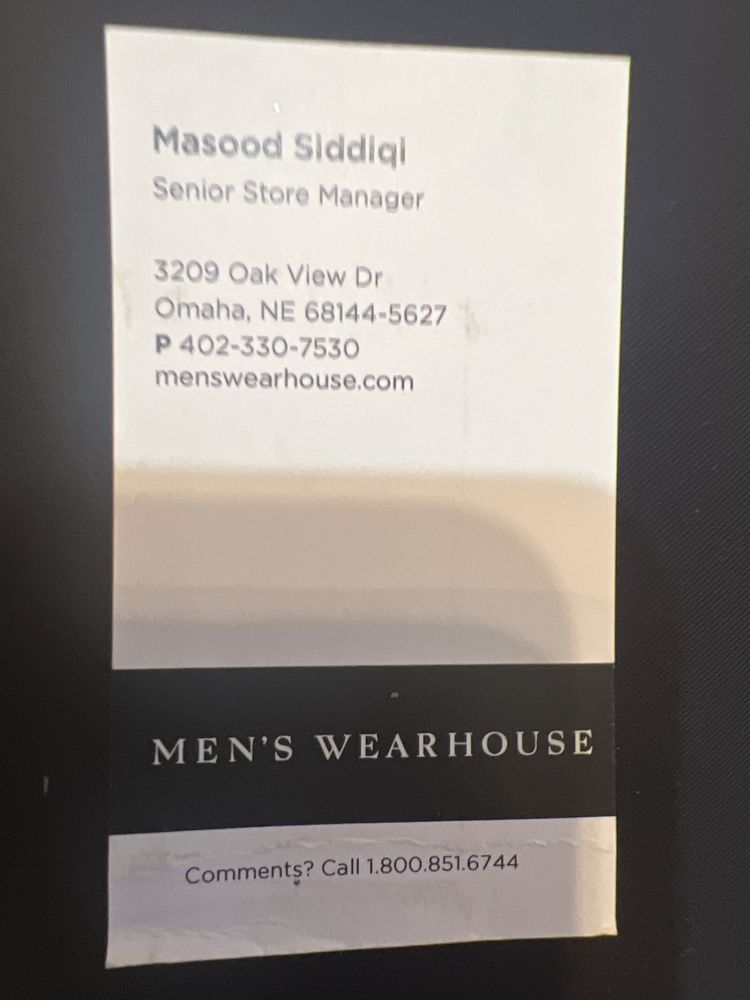 Masood Siddiqi
Senior Store Manager
3209 Oak View Dr
Omaha, NE 68144-5627
P 402-330-7530
menswearhouse.com
MEN'S WEARHOUSE
Comments? Call 1.800.851.6744